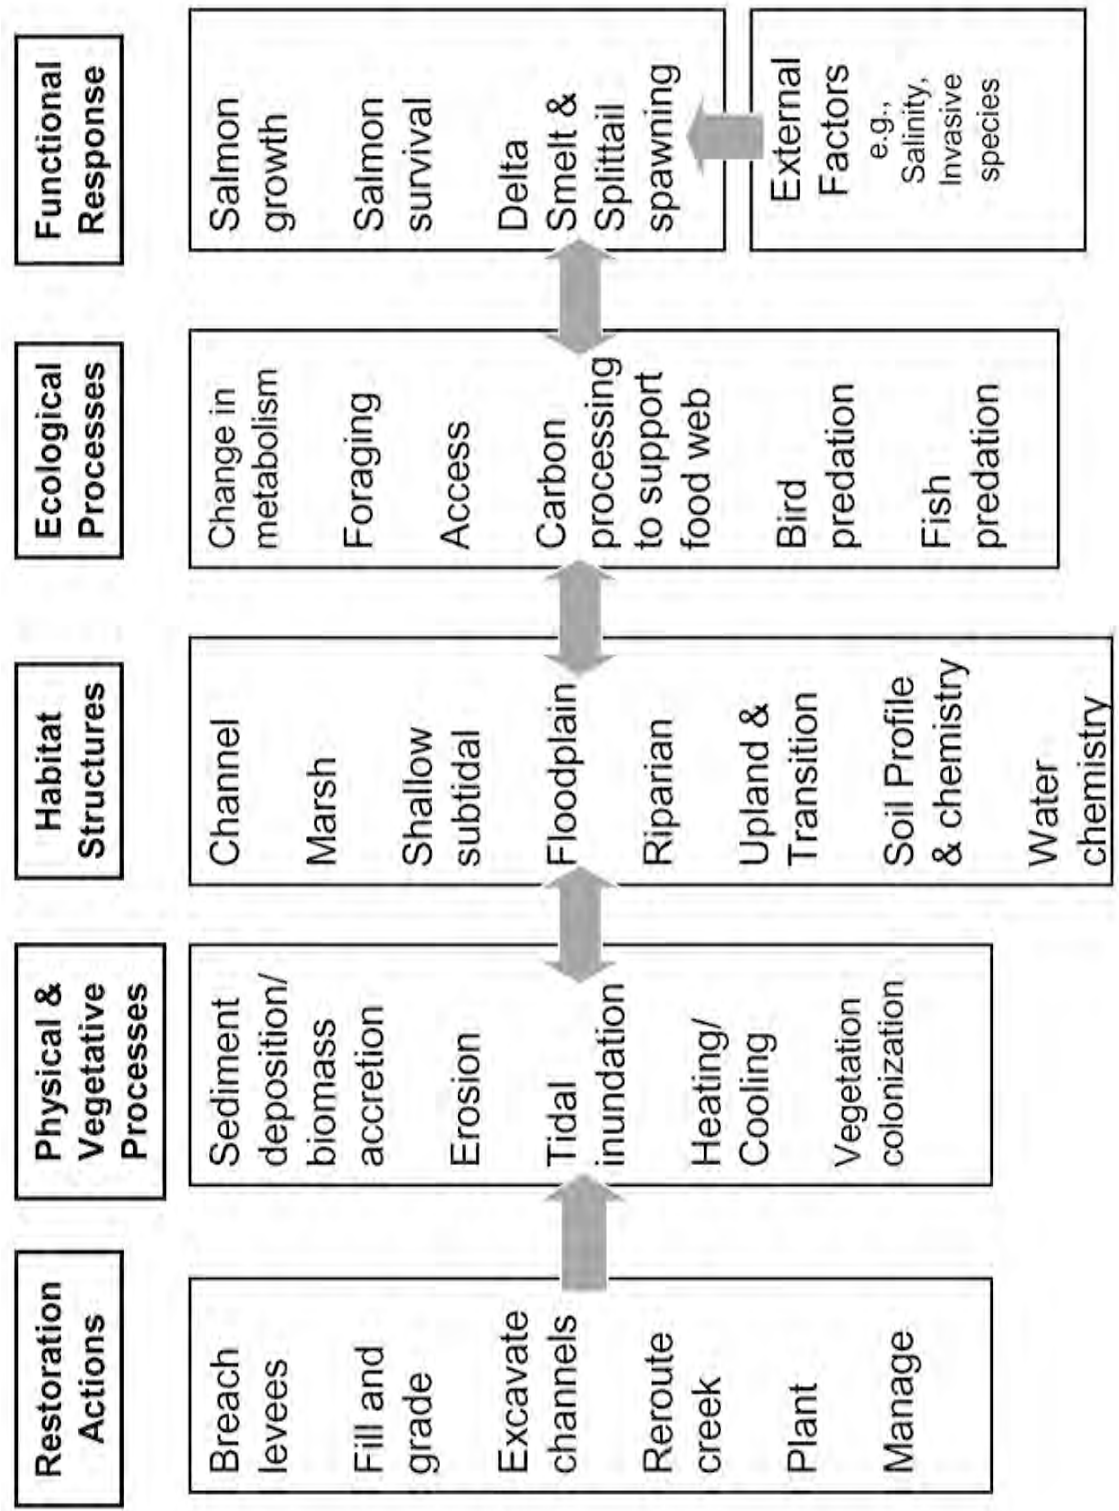 Restoration
Actions
Breach
levees
Fill and
grade
Excavate
channels
Reroute
creek
Plant
Manage
Physical &
Vegetative
Processes
Sediment
deposition/
biomass
accretion
Erosion
Tidal
inundation
Heating/
Cooling
Vegetation
colonization
Habitat
Structures
Channel
Marsh
Shallow
subtidal
Floodplain
Riparian
Upland &
Transition
Soil Profile
& chemistry
Water
chemistry
Ecological
Processes
Change in
metabolism
Foraging
Access
Carbon
processing
to support
food web
Bird
predation
Fish
predation
Functional
Response
Salmon
growth
Salmon
survival
Delta
Smelt &
Splittail
spawning
External
Factors
e.g.,
Salinity,
Invasive
species